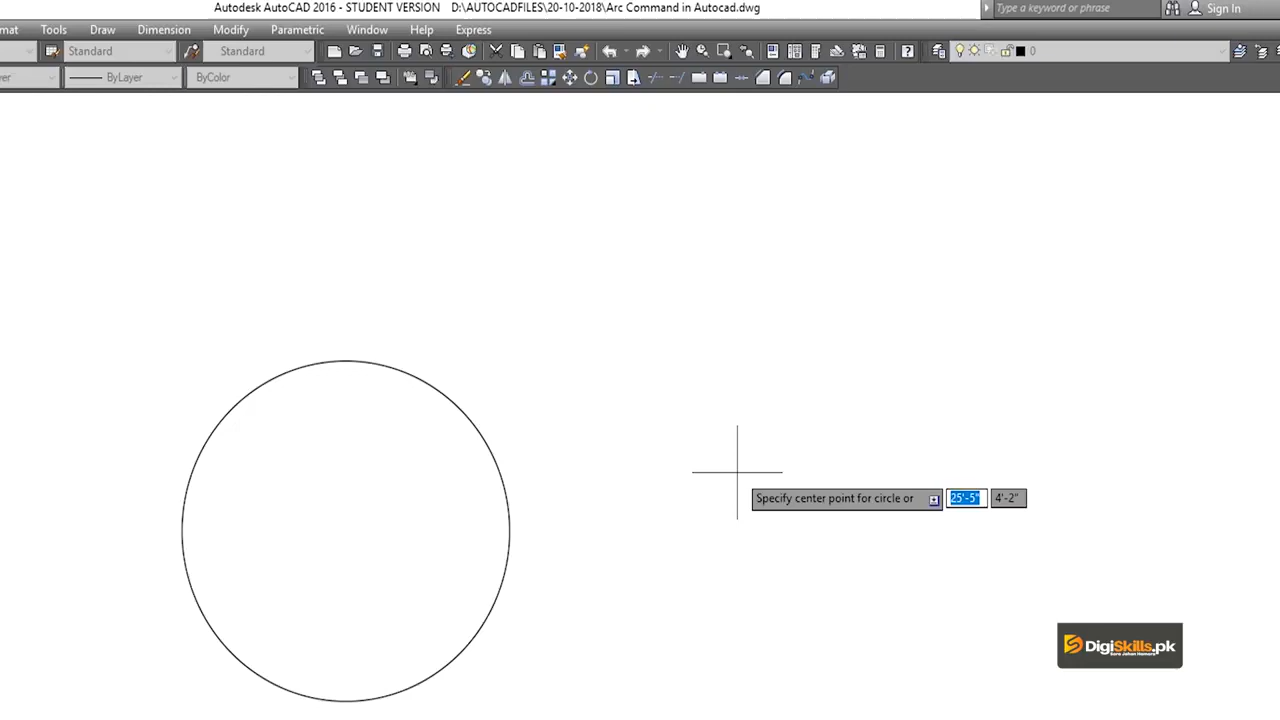 Autodesk AutoCAD 2016 - STUDENT VERSION D:\AUTOCADFILES\20-10-2018\Arc Command in Autocad.dwg
Type a keyword or phrase
Sign In
Tools Draw Dimension Modify Parametric Window Help Express
Standard Standard 0
ByLayer ByColor
Specify center point for circle or 25'-5" 4'-2"
DigiSkills.pk